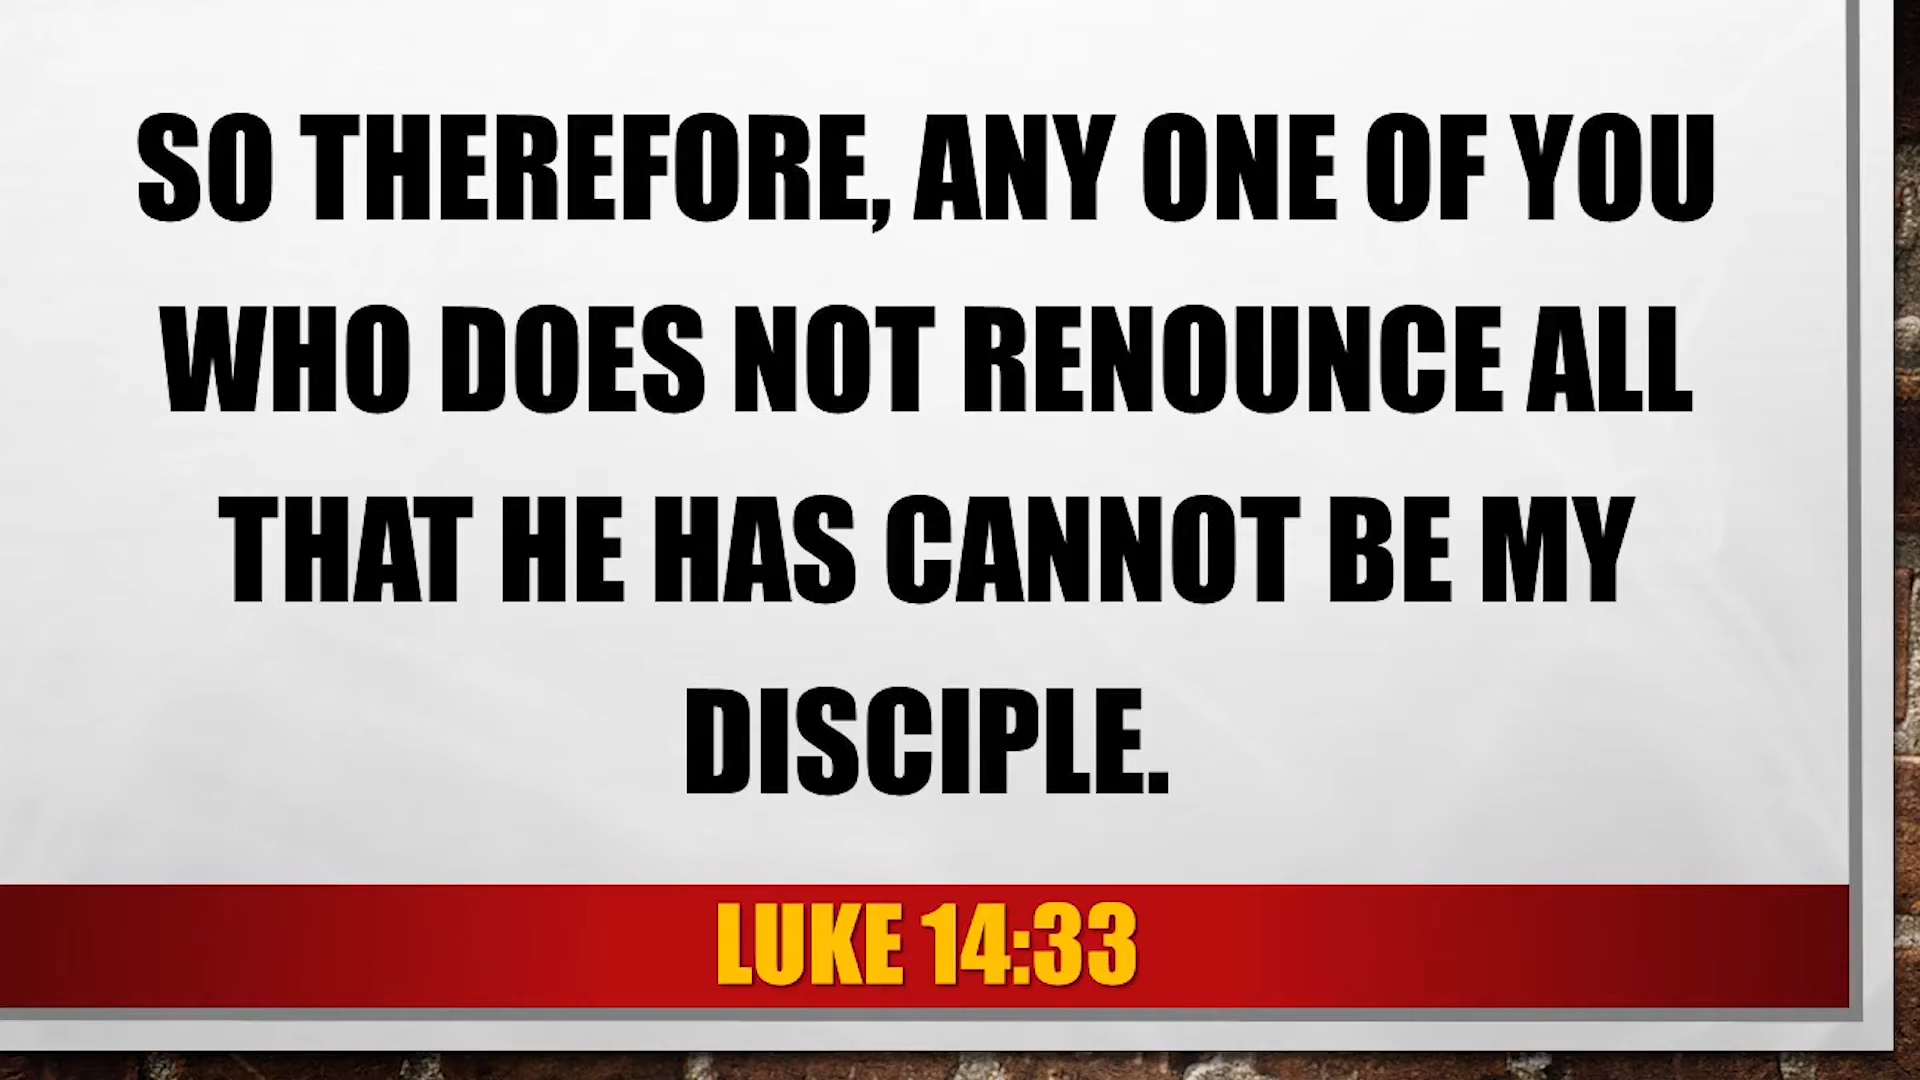 SO THEREFORE, ANY ONE OF YOU
WHO DOES NOT RENOUNCE ALL
THAT HE HAS CANNOT BE MY
DISCIPLE.
LUKE 14:33